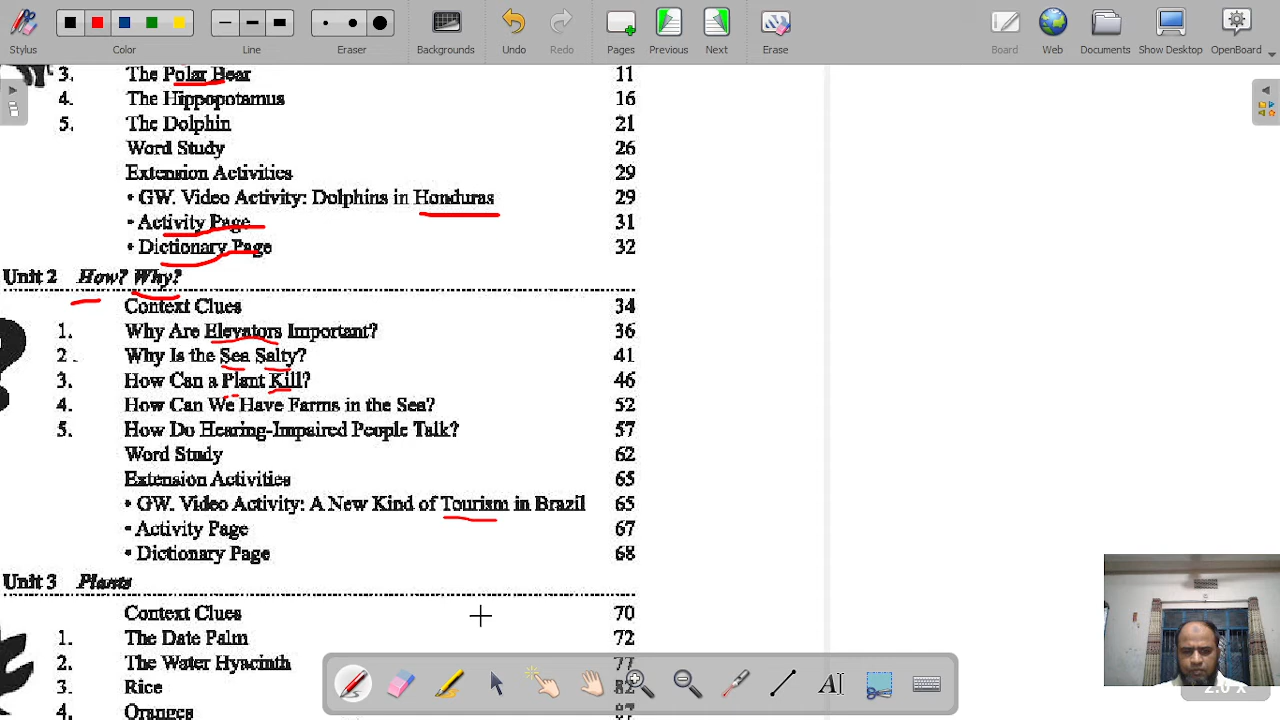 Stylus
Color
Line
Eraser
Backgrounds
Undo
Redo
Pages
Previous
Next
Erase
Board
Web
Documents
Show Desktop
OpenBoard
3. The Polar Bear 11
4. The Hippopotamus 16
5. The Dolphin 21
Word Study 26
Extension Activities 29
• GW. Video Activity: Dolphins in Honduras 29
• Activity Page 31
• Dictionary Page 32
Unit 2 How? Why?
Context Clues 34
1. Why Are Elevators Important? 36
2. Why Is the Sea Salty? 41
3. How Can a Plant Kill? 46
4. How Can We Have Farms in the Sea? 52
5. How Do Hearing-Impaired People Talk? 57
Word Study 62
Extension Activities 65
• GW. Video Activity: A New Kind of Tourism in Brazil 65
• Activity Page 67
• Dictionary Page 68
Unit 3 Plants
Context Clues 70
1. The Date Palm 72
2. The Water Hyacinth 77
3. Rice 82
4. Oranges 87
2.0 x